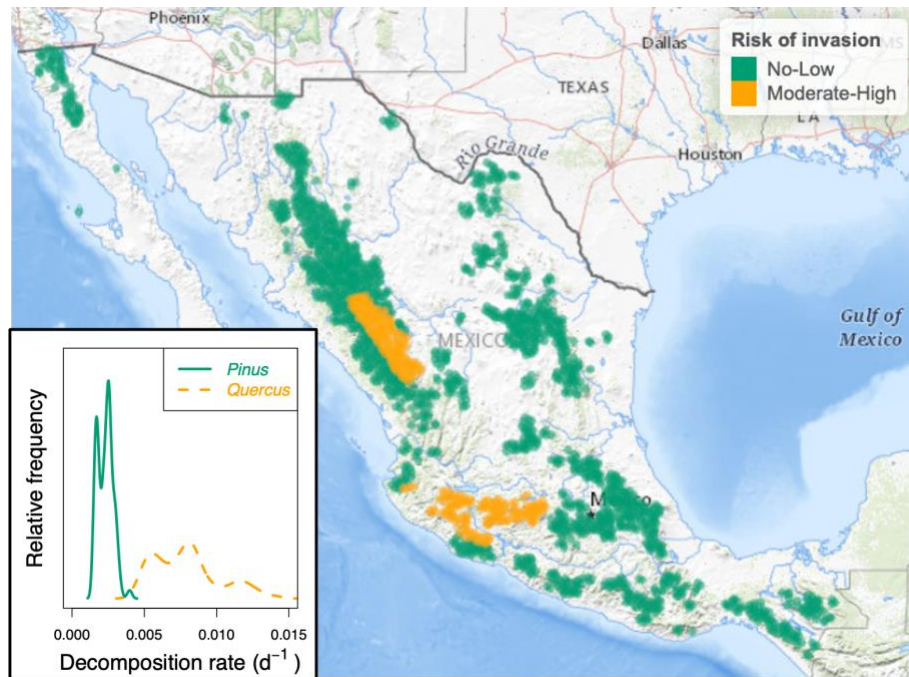 Phoenix
Dallas
TEXAS
MS
LA
Houston
Rio Grande
Risk of invasion
No-Low
Moderate-High
Gulf of
Mexico
MEXICO
Pinus
Quercus
Relative frequency
0.000
0.005
0.010
0.015
Decomposition rate (d⁻¹)